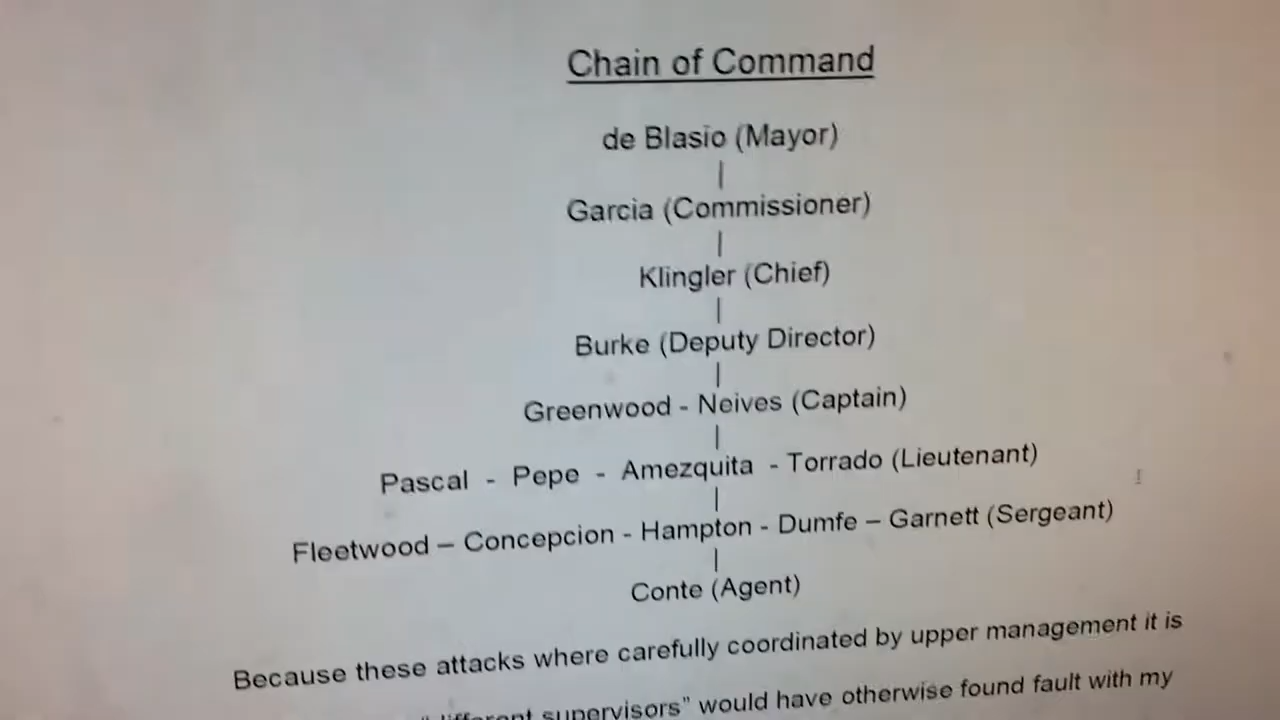 Chain of Command
de Blasio (Mayor)
|
Garcia (Commissioner)
|
Klingler (Chief)
|
Burke (Deputy Director)
|
Greenwood - Neives (Captain)
|
Pascal - Pepe - Amezquita - Torrado (Lieutenant)
|
Fleetwood – Concepcion - Hampton - Dumfe – Garnett (Sergeant)
|
Conte (Agent)
Because these attacks where carefully coordinated by upper management it is
supervisors” would have otherwise found fault with my